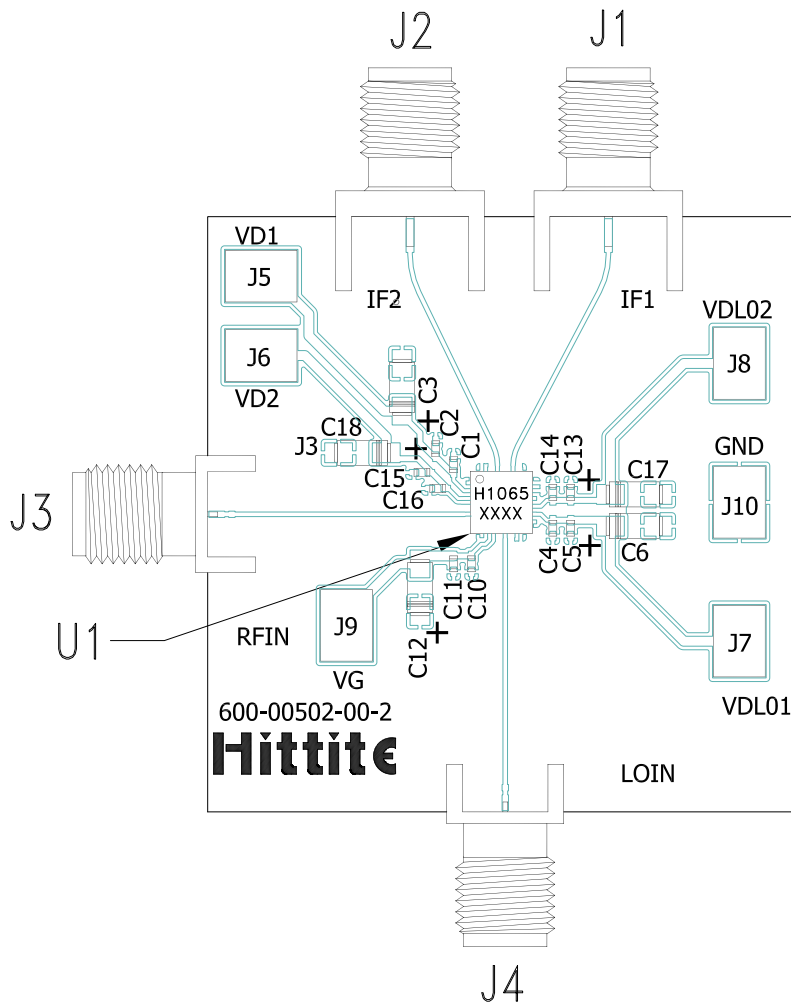 J2
J1
VD1
J5
IF2
IF1
VDL02
J6
J8
VD2
C3
C2
C1
J3
C18
C15
C16
C14
C13
C17
GND
H1065
XXXX
J10
J3
C4
C5
C6
C11
C10
C12
U1
RFIN
J9
VG
J7
VDL01
600-00502-00-2
Hittite
LOIN
J4